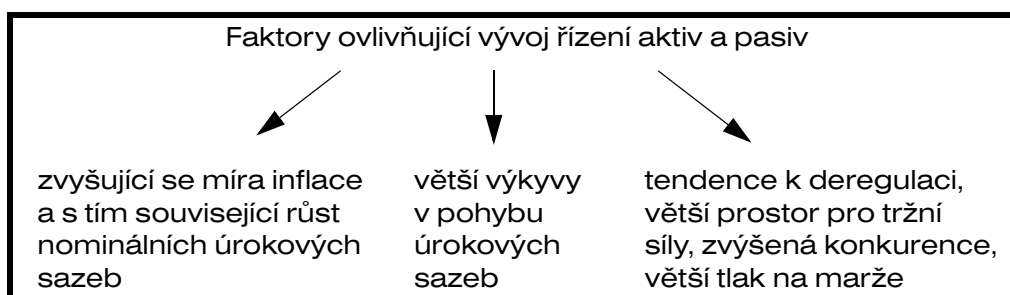 Faktory ovlivňující vývoj řízení aktiv a pasiv
zvyšující se míra inflace
a s tím související růst
nominálních úrokových
sazeb
větší výkyvy
v pohybu
úrokových
sazeb
tendence k deregulaci,
větší prostor pro tržní
síly, zvýšená konkurence,
větší tlak na marže